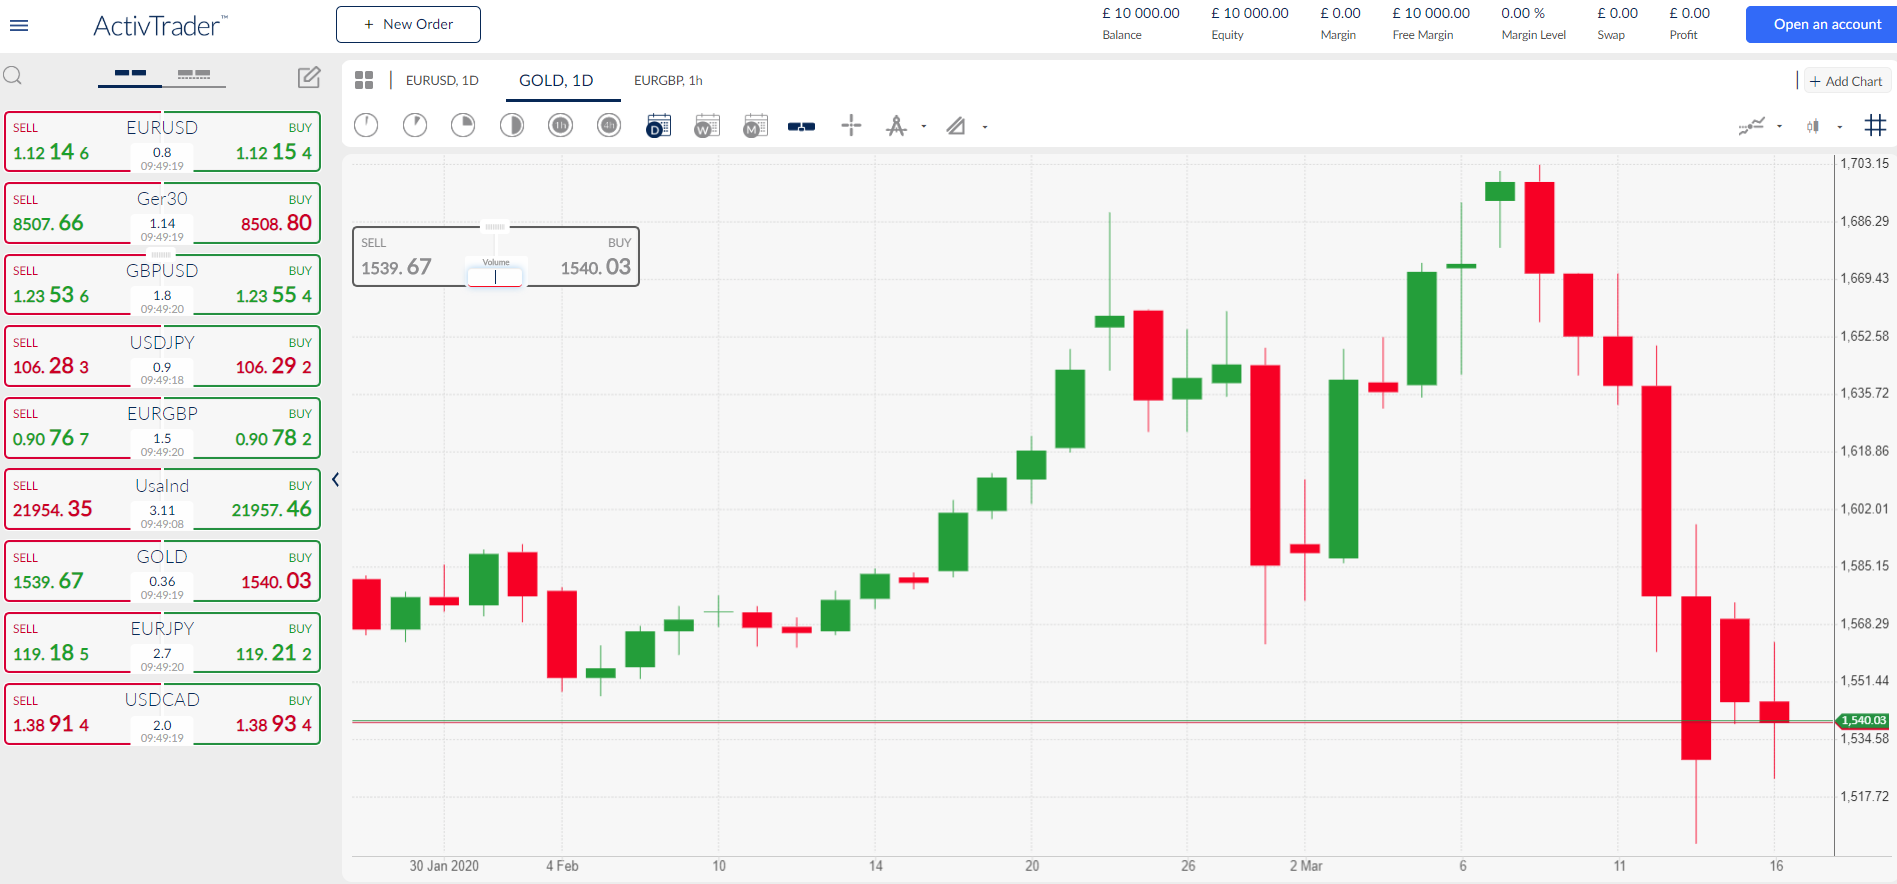 ActivTrader™
+ New Order
£ 10 000.00 £ 10 000.00 £ 0.00 £ 10 000.00 0.00 % £ 0.00 £ 0.00
Balance Equity Margin Free Margin Margin Level Swap Profit
Open an account
SELL EURUSD BUY
1.12 14 6 0.8 1.12 15 4
09:49:19
SELL Ger30 BUY
8507. 66 1.14 8508. 80
09:49:19
SELL GBPUSD BUY
1.23 53 6 1.8 1.23 55 4
09:49:20
SELL USDJPY BUY
106. 28 3 0.9 106. 29 2
09:49:18
SELL EURGBP BUY
0.90 76 7 1.5 0.90 78 2
09:49:20
SELL UsaInd BUY
21954. 35 3.11 21957. 46
09:49:08
SELL GOLD BUY
1539. 67 0.36 1540. 03
09:49:19
SELL EURJPY BUY
119. 18 5 2.7 119. 21 2
09:49:20
SELL USDCAD BUY
1.38 91 4 2.0 1.38 93 4
09:49:19
EURUSD, 1D GOLD, 1D EURGBP, 1h
+ Add Chart
1h 4h D W M
SELL BUY
1539. 67 Volume 1540. 03
1,703.15
1,686.29
1,669.43
1,652.58
1,635.72
1,618.86
1,602.01
1,585.15
1,568.29
1,551.44
1,540.03
1,534.58
1,517.72
30 Jan 2020 4 Feb 10 14 20 26 2 Mar 6 11 16